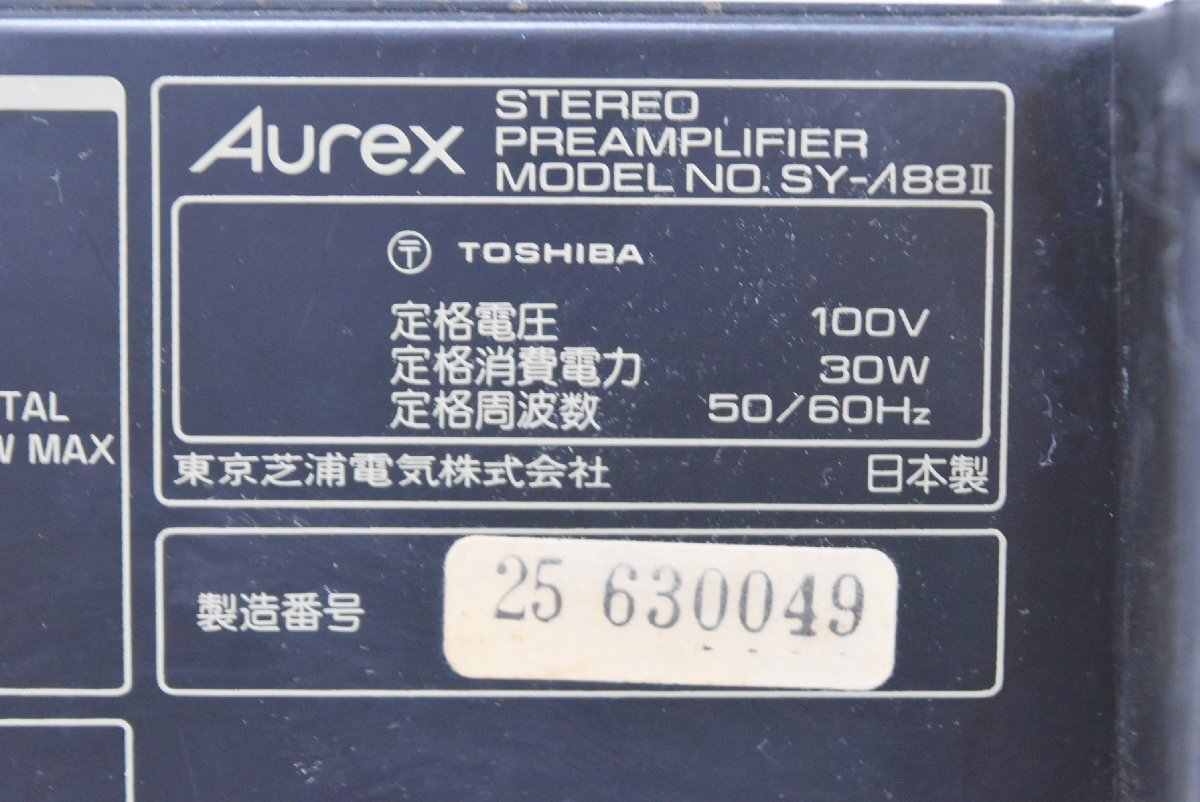 Aurex
STEREO
PREAMPLIFIER
MODEL NO. SY-Λ88II
〒 TOSHIBA
定格電圧 100V
定格消費電力 30W
定格周波数 50/60Hz
東京芝浦電気株式会社 日本製
製造番号 25 630049
TAL
W MAX